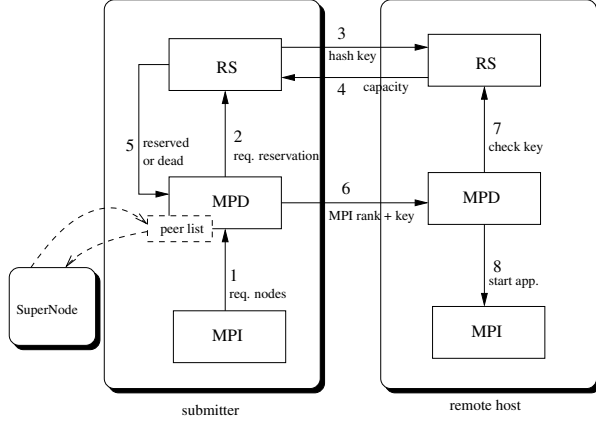 3
hash key
RS
RS
4
capacity
5
reserved
or dead
2
req. reservation
7
check key
MPD
6
MPI rank + key
MPD
peer list
1
req. nodes
8
start app.
SuperNode
MPI
MPI
submitter
remote host